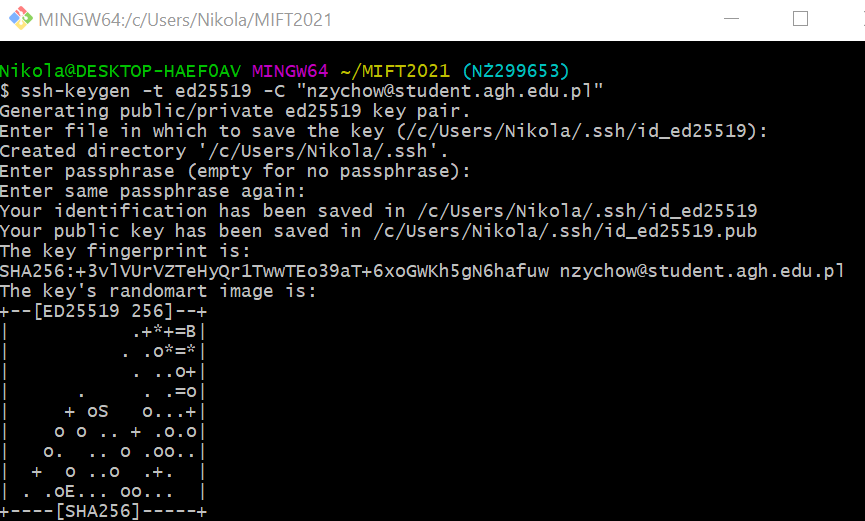 MINGW64:/c/Users/Nikola/MIFT2021
Nikola@DESKTOP-HAEF0AV MINGW64 ~/MIFT2021 (NŻ299653)
$ ssh-keygen -t ed25519 -C "nzychow@student.agh.edu.pl"
Generating public/private ed25519 key pair.
Enter file in which to save the key (/c/Users/Nikola/.ssh/id_ed25519):
Created directory '/c/Users/Nikola/.ssh'.
Enter passphrase (empty for no passphrase):
Enter same passphrase again:
Your identification has been saved in /c/Users/Nikola/.ssh/id_ed25519
Your public key has been saved in /c/Users/Nikola/.ssh/id_ed25519.pub
The key fingerprint is:
SHA256:+3vlVUrVZTeHyQr1TwwTEo39aT+6xoGWKh5gN6hafuw nzychow@student.agh.edu.pl
The key's randomart image is:
+--[ED25519 256]--+
|            .+*+=B|
|           . .o*=*|
|            . ..o+|
|       .     . .=o|
|      + oS   o...+|
|     o o .. + .o.o|
|    o.  .. o .oo..|
|   +  o ..o  .+.  |
|  . .oE... oo...  |
+----[SHA256]-----+